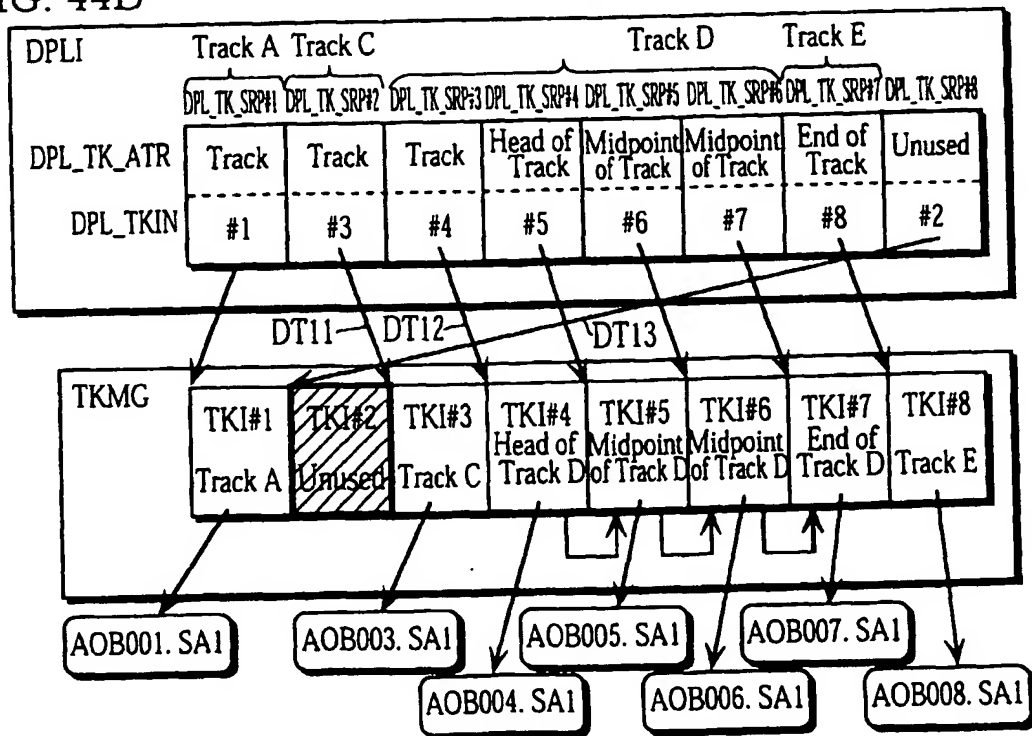 FIG. 44B
DPLI
Track A Track C Track D Track E
DPL_TK_SRP#1 DPL_TK_SRP#2 DPL_TK_SRP#3 DPL_TK_SRP#4 DPL_TK_SRP#5 DPL_TK_SRP#6 DPL_TK_SRP#7 DPL_TK_SRP#8
DPL_TK_ATR
Track
Track
Track
Head of
Track
Midpoint
of Track
Midpoint
of Track
End of
Track
Unused
DPL_TKIN #1 #3 #4 #5 #6 #7 #8 #2
DT11 DT12 DT13
TKMG
TKI#1
Track A
TKI#2
Unused
TKI#3
Track C
TKI#4
Head of
Track D
TKI#5
Midpoint
of Track D
TKI#6
Midpoint
of Track D
TKI#7
End of
Track D
TKI#8
Track E
AOB001. SA1
AOB003. SA1
AOB005. SA1
AOB007. SA1
AOB004. SA1
AOB006. SA1
AOB008. SA1